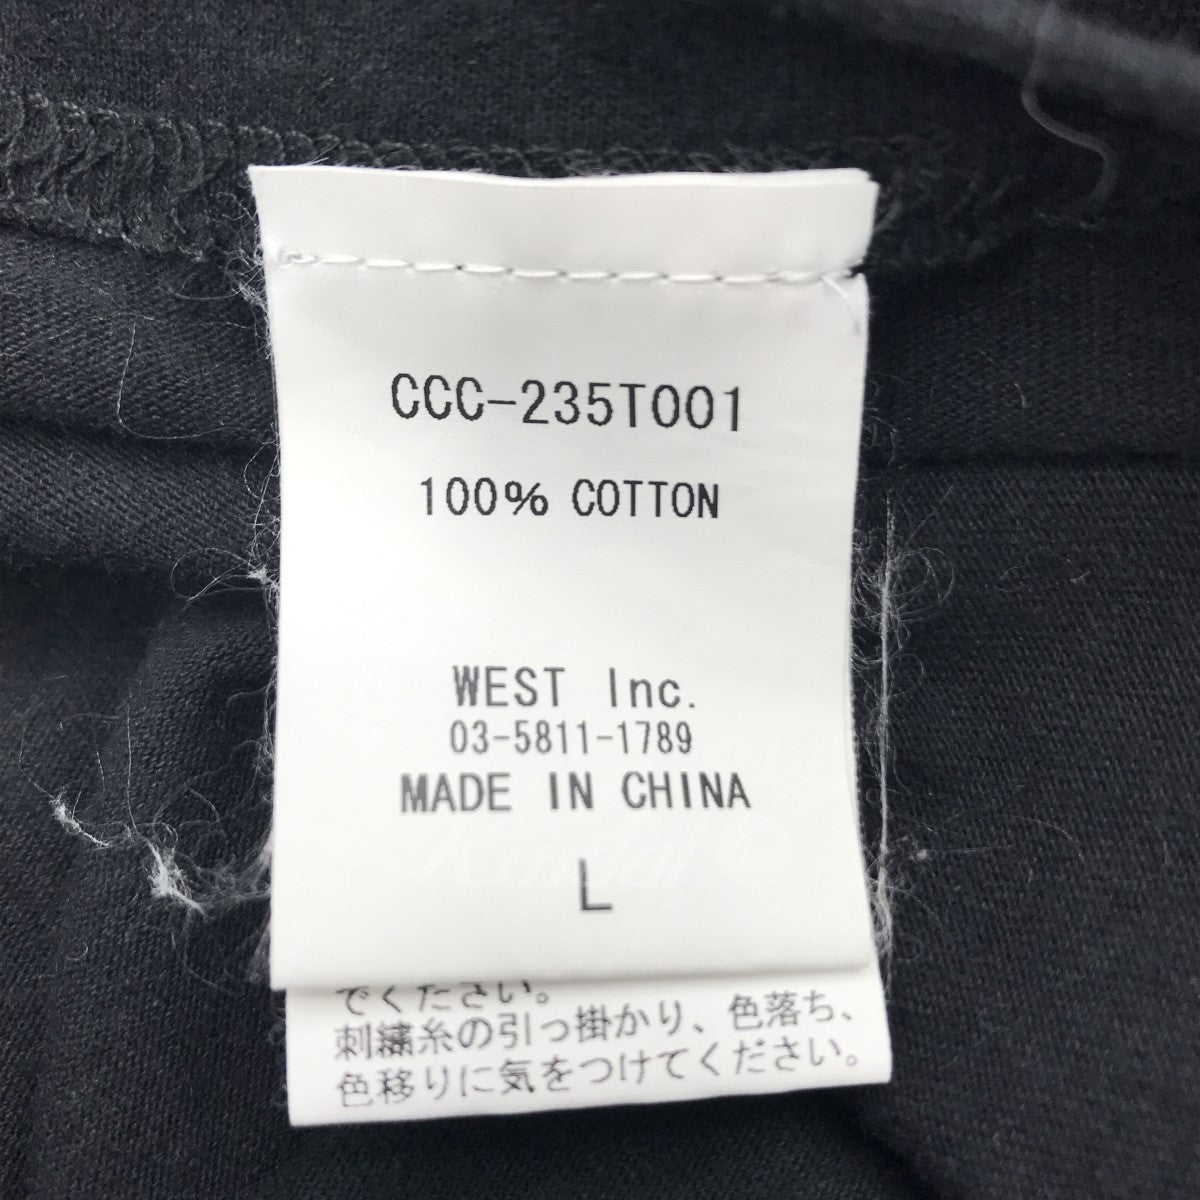 CCC-235T001
100% COTTON
WEST Inc.
03-5811-1789
MADE IN CHINA
Kindal
L
でください。
刺繍糸の引っ掛かり、色落ち、
色移りに気をつけてください。